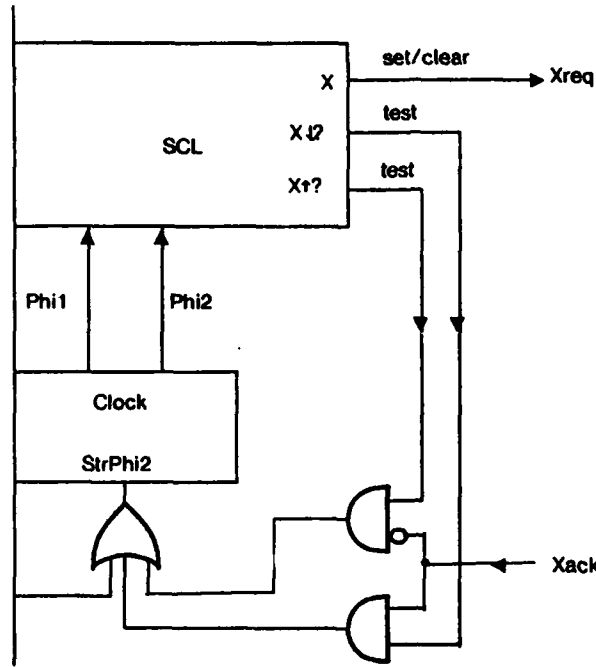 set/clear
X
Xreq
test
X↓?
SCL
test
X↑?
Phi1
Phi2
Clock
StrPhi2
Xack